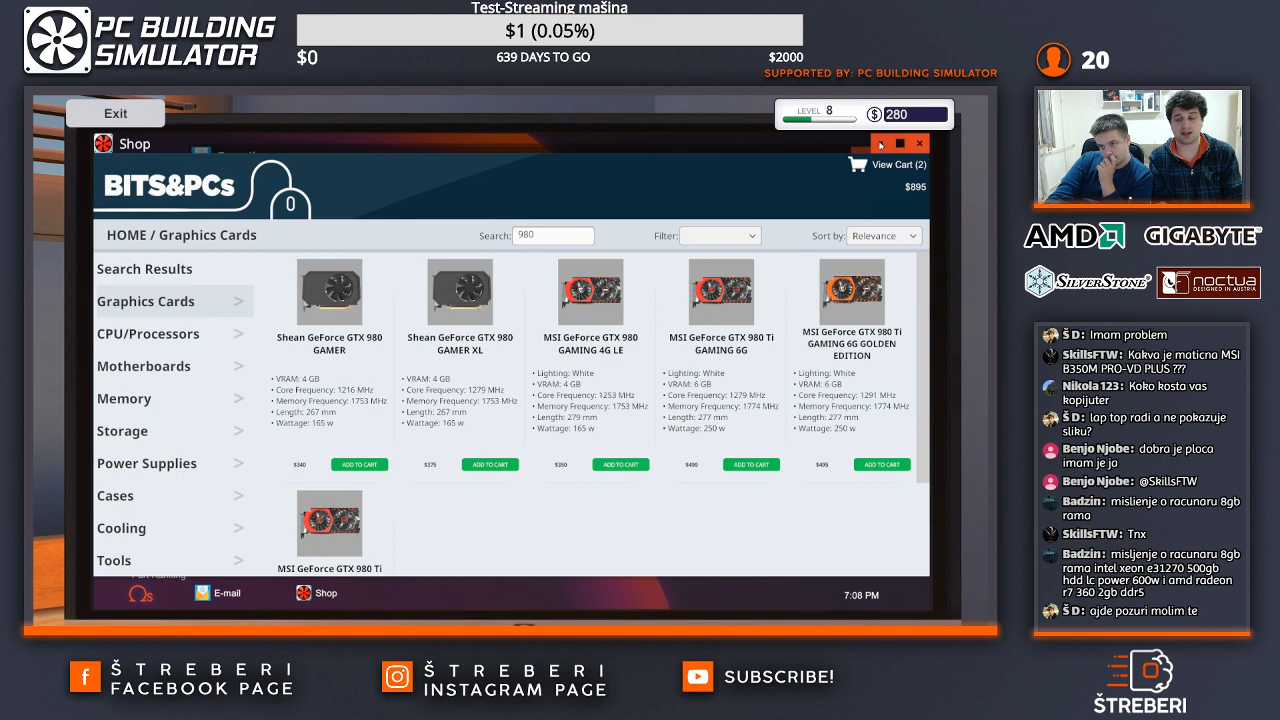 PC BUILDING
SIMULATOR
Test-Streaming mašina
$1 (0.05%)
$0
639 DAYS TO GO
$2000
SUPPORTED BY: PC BUILDING SIMULATOR
20
Exit
LEVEL 8
$ 280
Shop
BITS&PCs
View Cart (2)
$895
HOME / Graphics Cards
Search: 980
Filter:
Sort by: Relevance
Search Results
Graphics Cards >
CPU/Processors >
Motherboards >
Memory >
Storage >
Power Supplies >
Cases >
Cooling >
Tools >
Shean GeForce GTX 980
GAMER
• VRAM: 4 GB
• Core Frequency: 1216 MHz
• Memory Frequency: 1753 MHz
• Length: 267 mm
• Wattage: 165 w
$340
ADD TO CART
Shean GeForce GTX 980
GAMER XL
• VRAM: 4 GB
• Core Frequency: 1279 MHz
• Memory Frequency: 1753 MHz
• Length: 267 mm
• Wattage: 165 w
$375
ADD TO CART
MSI GeForce GTX 980
GAMING 4G LE
• Lighting: White
• VRAM: 4 GB
• Core Frequency: 1253 MHz
• Memory Frequency: 1753 MHz
• Length: 279 mm
• Wattage: 165 w
$350
ADD TO CART
MSI GeForce GTX 980 Ti
GAMING 6G
• Lighting: White
• VRAM: 6 GB
• Core Frequency: 1279 MHz
• Memory Frequency: 1774 MHz
• Length: 277 mm
• Wattage: 250 w
$490
ADD TO CART
MSI GeForce GTX 980 Ti
GAMING 6G GOLDEN
EDITION
• Lighting: White
• VRAM: 6 GB
• Core Frequency: 1291 MHz
• Memory Frequency: 1774 MHz
• Length: 277 mm
• Wattage: 250 w
$495
ADD TO CART
MSI GeForce GTX 980 Ti
Ωs
E-mail
Shop
7:08 PM
AMD
GIGABYTE™
SILVERSTONE
noctua
DESIGNED IN AUSTRIA
Š D: Imam problem
SkillsFTW: Kakva je maticna MSI
B350M PRO-VD PLUS ???
Nikola 123: Koko kosta vas
kopijuter
Š D: lap top radi a ne pokazuje
sliku?
Benjo Njobe: dobra je ploca
imam je ja
Benjo Njobe: @SkillsFTW
Badzin: mislienje o racunaru 8gb
rama
SkillsFTW: Tnx
Badzin: misljenje o racunaru 8gb
rama intel xeon e31270 500gb
hdd lc power 600w i amd radeon
r7 360 2gb ddr5
Š D: ajde pozuri molim te
f ŠTREBERI
FACEBOOK PAGE
ŠTREBERI
INSTAGRAM PAGE
SUBSCRIBE!
ŠTREBERI